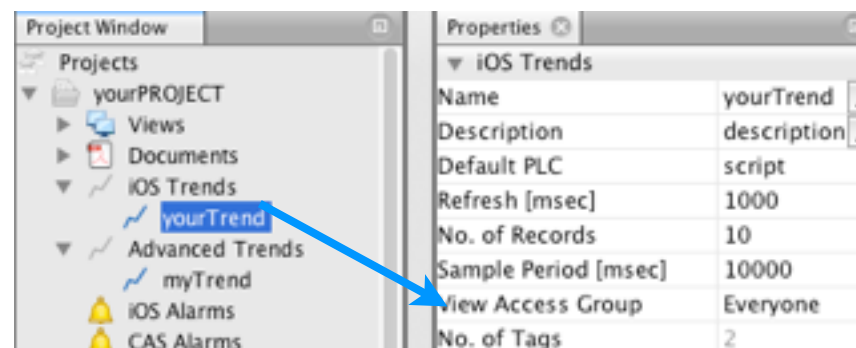 Project Window
Projects
yourPROJECT
Views
Documents
iOS Trends
yourTrend
Advanced Trends
myTrend
iOS Alarms
CAS Alarms
Properties
iOS Trends
Name yourTrend
Description description
Default PLC script
Refresh [msec] 1000
No. of Records 10
Sample Period [msec] 10000
View Access Group Everyone
No. of Tags 2